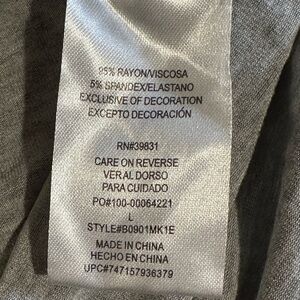 95% RAYON/VISCOSA
5% SPANDEX/ELASTANO
EXCLUSIVE OF DECORATION
EXCEPTO DECORACIÓN
RN#39831
CARE ON REVERSE
VER AL DORSO
PARA CUIDADO
PO#100-00064221
L
STYLE#B0901MK1E
MADE IN CHINA
HECHO EN CHINA
UPC#747157936379